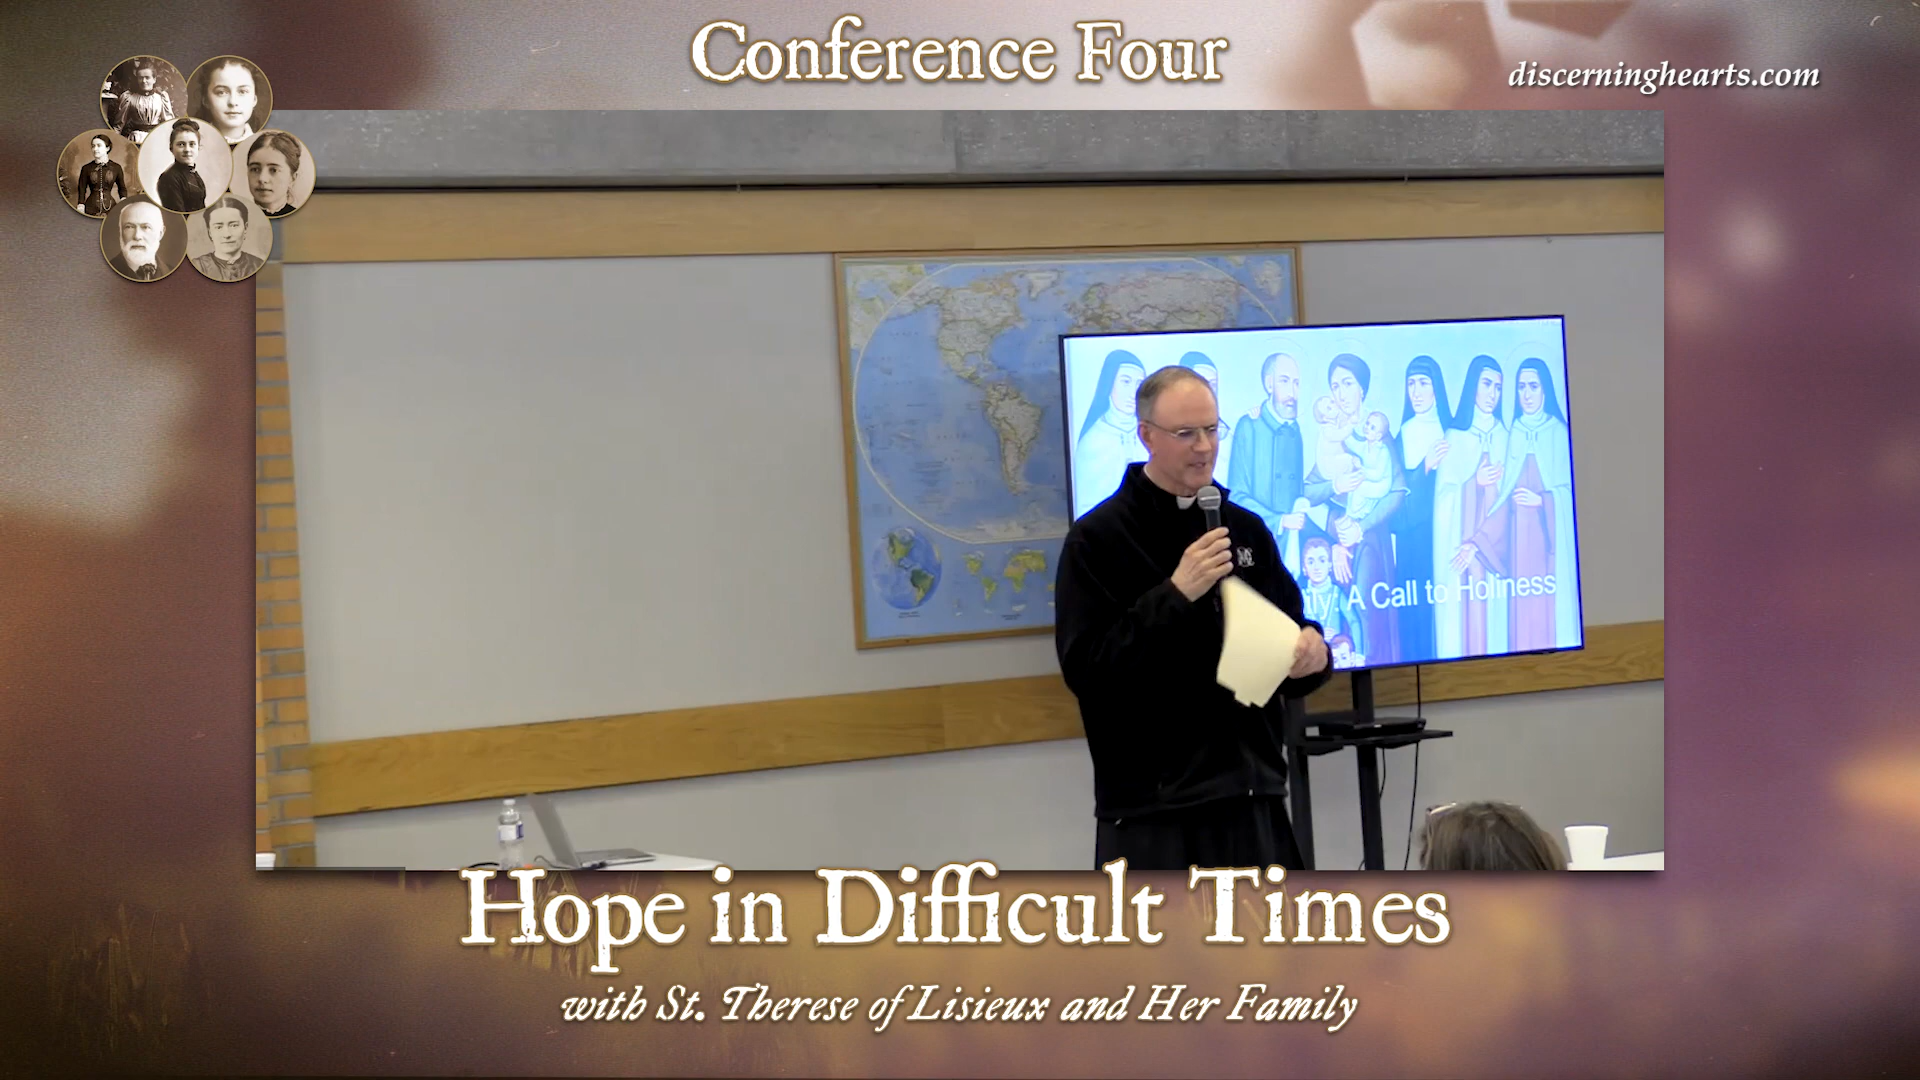 Conference Four
discerninghearts.com
ily: A Call to Holiness
Hope in Difficult Times
with St. Therese of Lisieux and Her Family